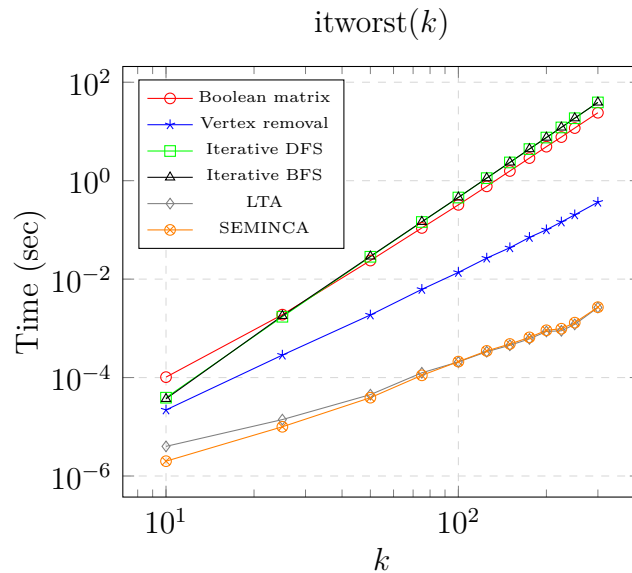 itworst(k)
10^2
10^0
10^−2
10^−4
10^−6
Time (sec)
Boolean matrix
Vertex removal
Iterative DFS
Iterative BFS
LTA
SEMINCA
10^1
10^2
k